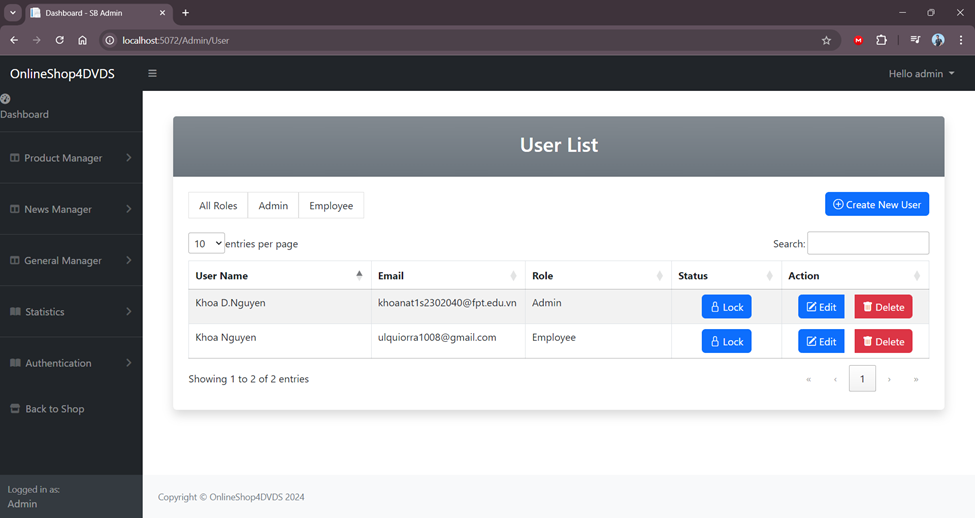 Dashboard - SB Admin
localhost:5072/Admin/User
M
OnlineShop4DVDS
Hello admin
Dashboard
Product Manager
News Manager
General Manager
Statistics
Authentication
Back to Shop
Logged in as:
Admin
User List
All Roles Admin Employee
Create New User
10 entries per page
Search:
User Name Email Role Status Action
Khoa D.Nguyen khoanat1s2302040@fpt.edu.vn Admin Lock Edit Delete
Khoa Nguyen ulquiorra1008@gmail.com Employee Lock Edit Delete
Showing 1 to 2 of 2 entries
« ‹ 1 › »
Copyright © OnlineShop4DVDS 2024